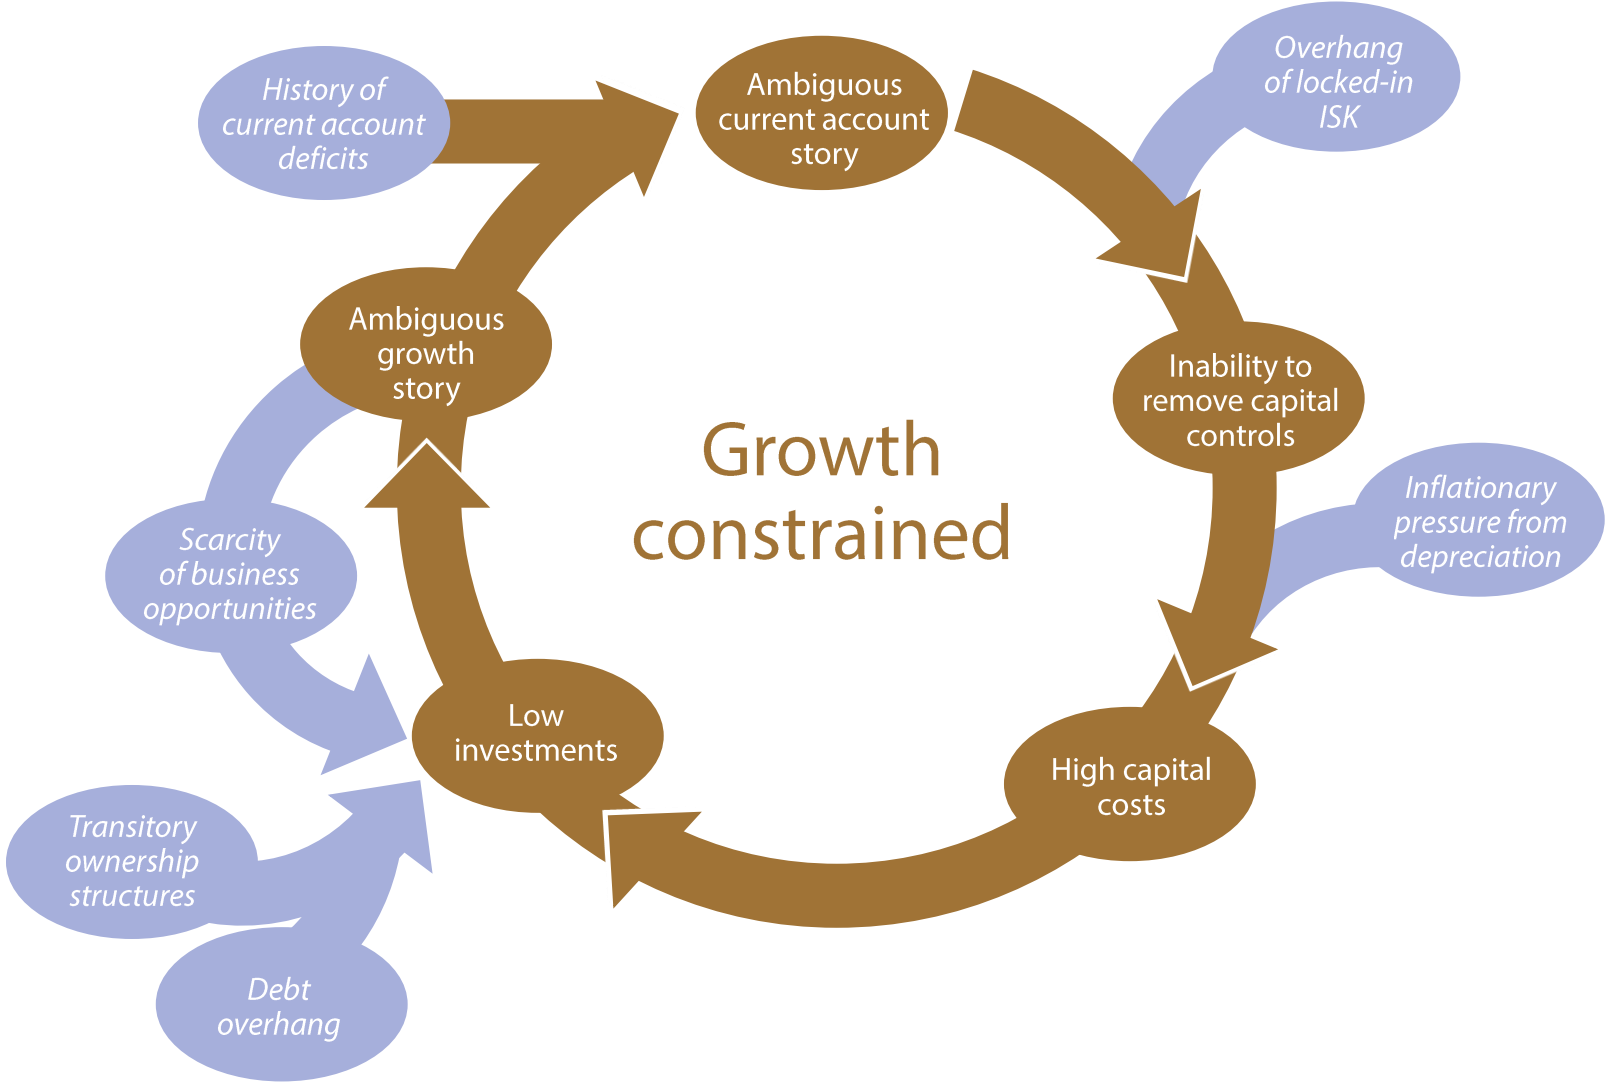 Overhang
of locked-in
ISK
History of
current account
deficits
Ambiguous
current account
story
Ambiguous
growth
story
Inability to
remove capital
controls
Growth
constrained
Inflationary
pressure from
depreciation
Scarcity
of business
opportunities
Low
investments
High capital
costs
Transitory
ownership
structures
Debt
overhang